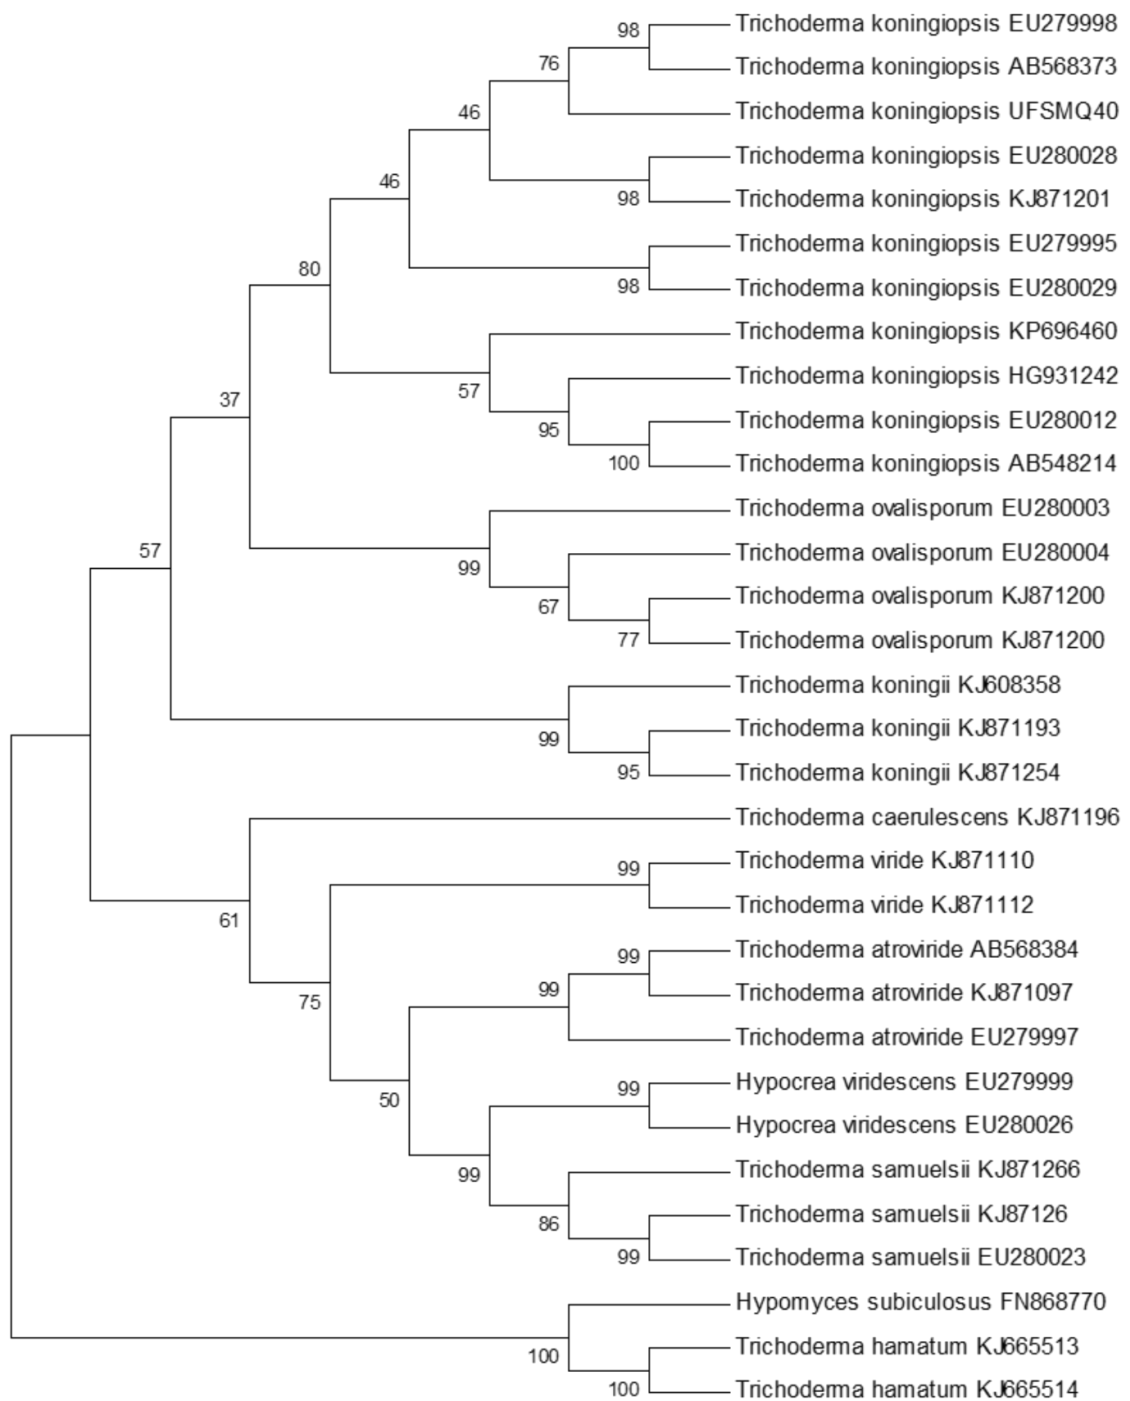 Trichoderma koningiopsis EU279998
98
76
Trichoderma koningiopsis AB568373
46
Trichoderma koningiopsis UFSMQ40
Trichoderma koningiopsis EU280028
46
98
Trichoderma koningiopsis KJ871201
Trichoderma koningiopsis EU279995
80
98
Trichoderma koningiopsis EU280029
Trichoderma koningiopsis KP696460
57
Trichoderma koningiopsis HG931242
37
95
Trichoderma koningiopsis EU280012
100
Trichoderma koningiopsis AB548214
Trichoderma ovalisporum EU280003
57
99
Trichoderma ovalisporum EU280004
67
Trichoderma ovalisporum KJ871200
77
Trichoderma ovalisporum KJ871200
Trichoderma koningii KJ608358
99
Trichoderma koningii KJ871193
95
Trichoderma koningii KJ871254
Trichoderma caerulescens KJ871196
99
Trichoderma viride KJ871110
61
Trichoderma viride KJ871112
99
Trichoderma atroviride AB568384
75
99
Trichoderma atroviride KJ871097
Trichoderma atroviride EU279997
99
Hypocrea viridescens EU279999
50
Hypocrea viridescens EU280026
99
Trichoderma samuelsii KJ871266
86
Trichoderma samuelsii KJ87126
99
Trichoderma samuelsii EU280023
Hypomyces subiculosus FN868770
100
Trichoderma hamatum KJ665513
100
Trichoderma hamatum KJ665514